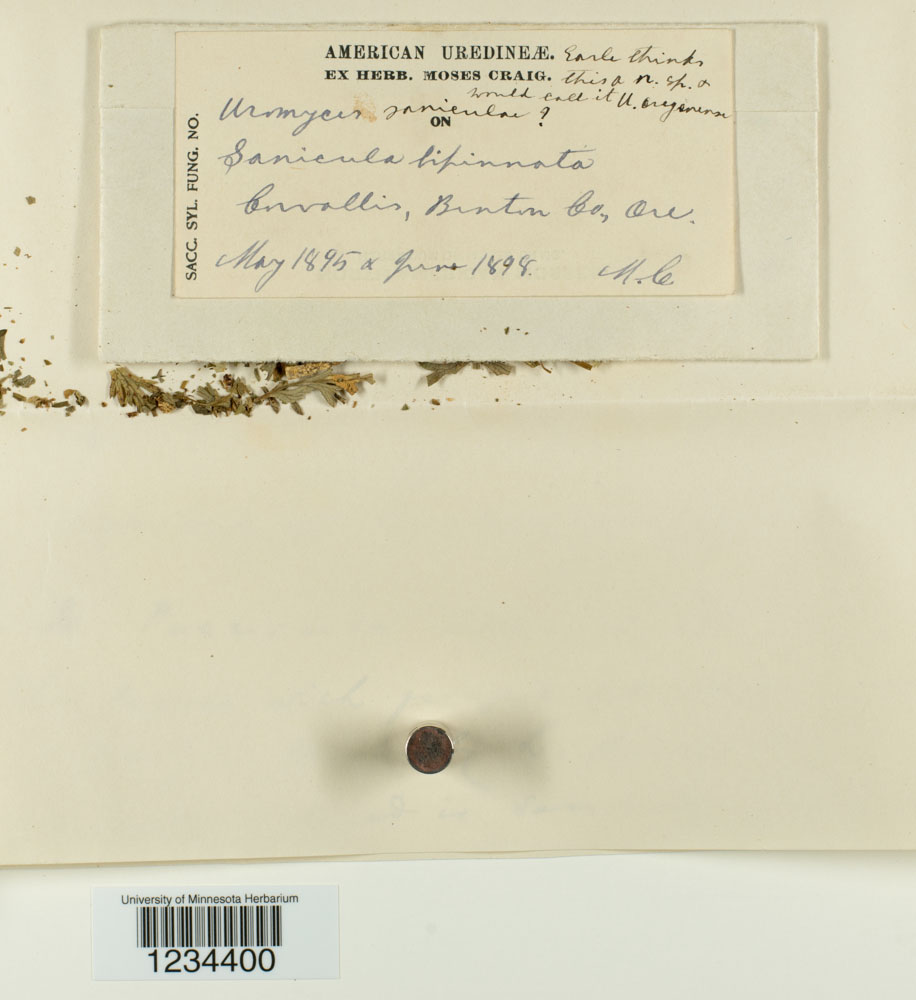 AMERICAN UREDINEÆ. Earle thinks
EX HERB. MOSES CRAIG. this a n. sp. &
would call it U. oregonense
Uromyces saniculae ?
ON
Sanicula bipinnata
Corvallis, Benton Co., Ore.
May 1895 & June 1898. M. C
SACC. SYL. FUNG. NO.
University of Minnesota Herbarium
1234400